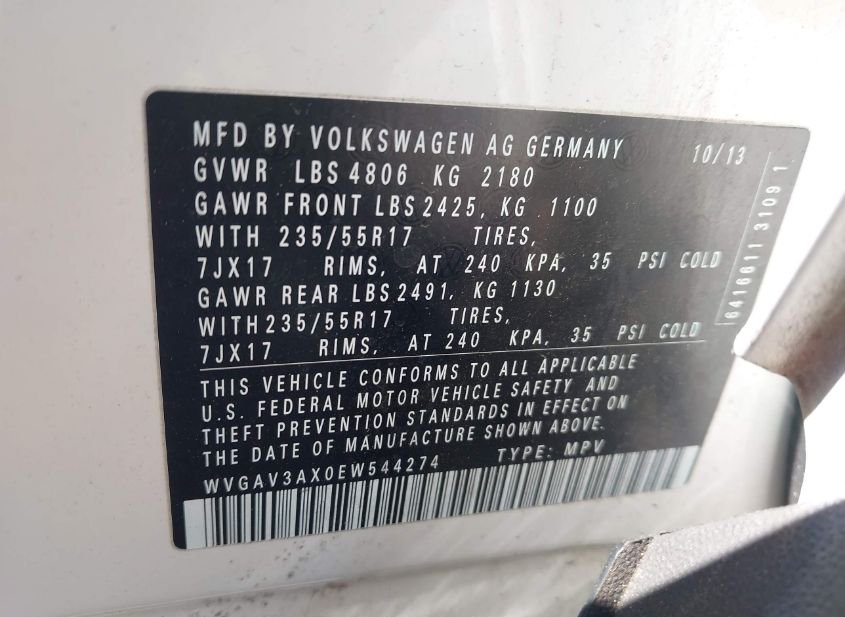 MFD BY VOLKSWAGEN AG GERMANY 10/13
GVWR LBS 4806 KG 2180
GAWR FRONT LBS 2425, KG 1100
WITH 235/55R17 TIRES,
7JX17 RIMS, AT 240 KPA, 35 PSI COLD
GAWR REAR LBS 2491, KG 1130
WITH 235/55R17 TIRES,
7JX17 RIMS, AT 240 KPA, 35 PSI COLD
THIS VEHICLE CONFORMS TO ALL APPLICABLE
U.S. FEDERAL MOTOR VEHICLE SAFETY AND
THEFT PREVENTION STANDARDS IN EFFECT ON
THE DATE OF MANUFACTURE SHOWN ABOVE.
WVGAV3AX0EW544274 TYPE: MPV
6416611 3109 1